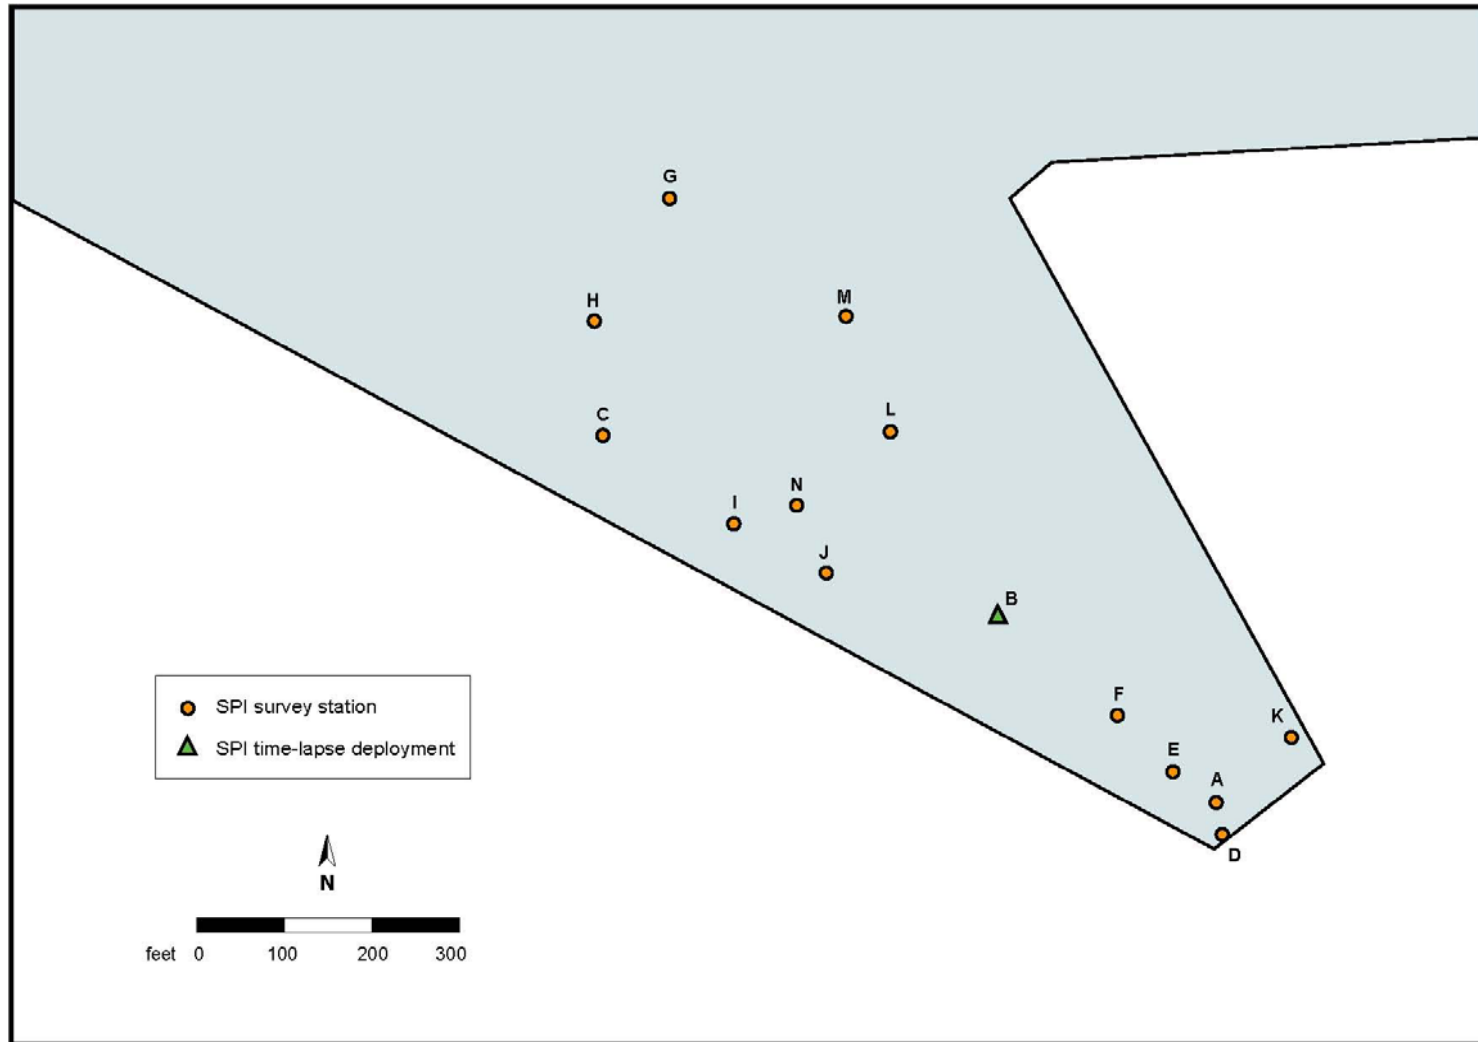 G
H
M
C
L
I
N
J
B
F
K
E
A
D
SPI survey station
SPI time-lapse deployment
N
feet 0 100 200 300